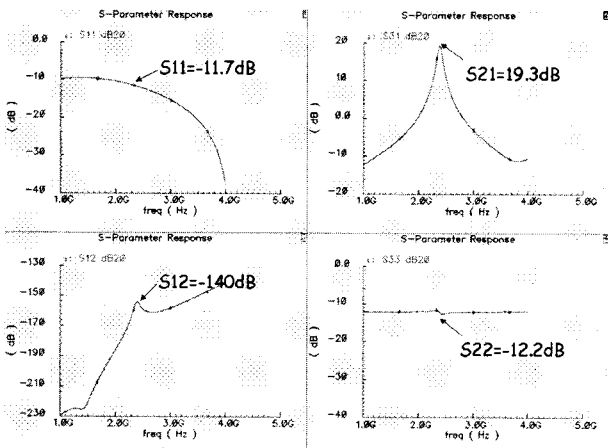 S-Parameter Response
S-Parameter Response
: S11 dB20
: S31 dB20
0.0
-10
-20
-30
-40
( dB )
S11=-11.7dB
1.0G 2.0G 3.0G 4.0G 5.0G
freq ( Hz )
20
10
0.0
-10
-20
( dB )
S21=19.3dB
1.0G 2.0G 3.0G 4.0G 5.0G
freq ( Hz )
S-Parameter Response
S-Parameter Response
: S12 dB20
: S33 dB20
-130
-150
-170
-190
-210
-230
( dB )
S12=-140dB
1.0G 2.0G 3.0G 4.0G 5.0G
freq ( Hz )
0.0
-10
-20
-30
-40
( dB )
S22=-12.2dB
1.0G 2.0G 3.0G 4.0G 5.0G
freq ( Hz )